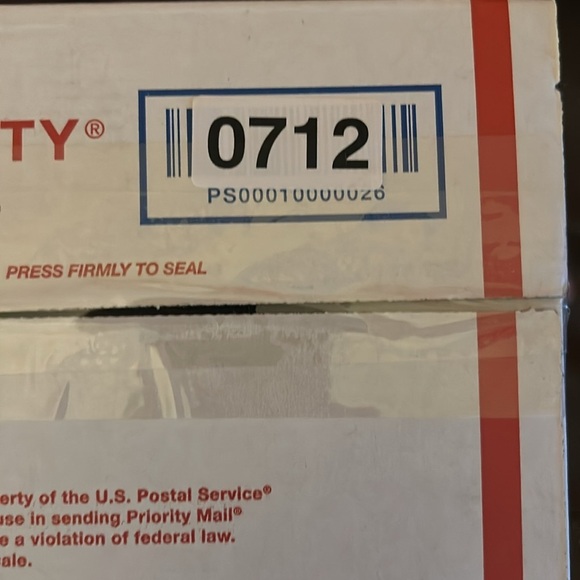 TY®
0712
PS00010000026
PRESS FIRMLY TO SEAL
erty of the U.S. Postal Service®
use in sending Priority Mail®
e a violation of federal law.
ale.